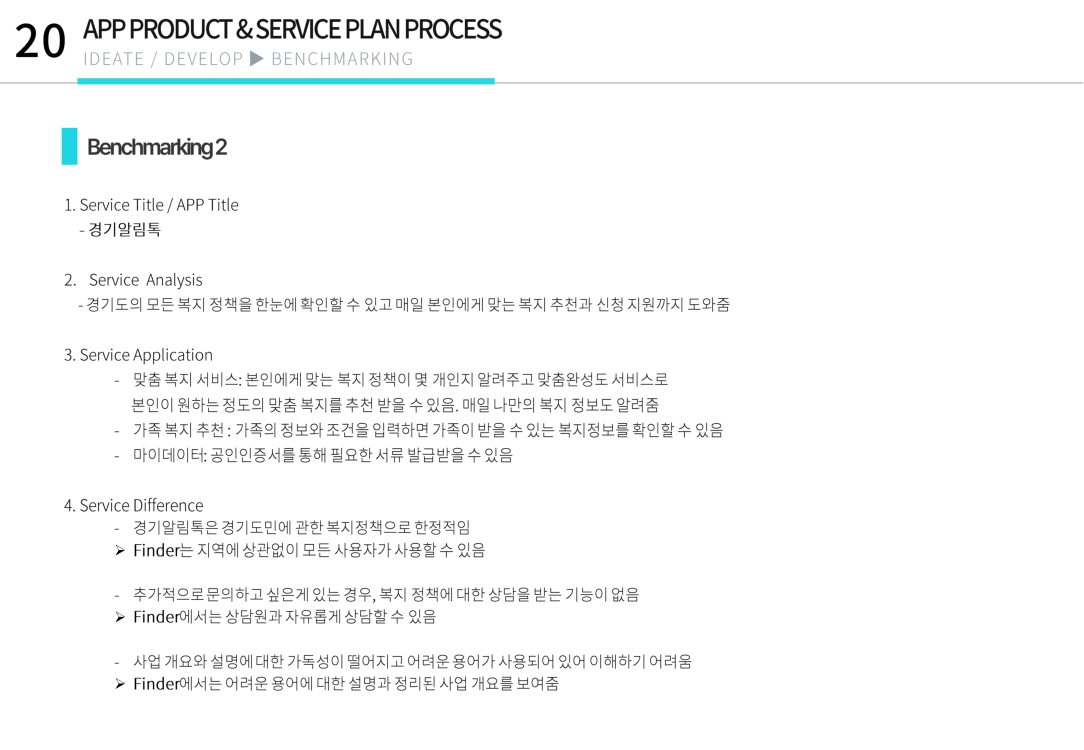 20
APP PRODUCT & SERVICE PLAN PROCESS
IDEATE / DEVELOP ▶ BENCHMARKING
Benchmarking 2
1. Service Title / APP Title
- 경기알림톡
2. Service Analysis
- 경기도의 모든 복지 정책을 한눈에 확인할 수 있고 매일 본인에게 맞는 복지 추천과 신청 지원까지 도와줌
3. Service Application
- 맞춤 복지 서비스: 본인에게 맞는 복지 정책이 몇 개인지 알려주고 맞춤완성도 서비스로
본인이 원하는 정도의 맞춤 복지를 추천 받을 수 있음. 매일 나만의 복지 정보도 알려줌
- 가족 복지 추천 : 가족의 정보와 조건을 입력하면 가족이 받을 수 있는 복지정보를 확인할 수 있음
- 마이데이터: 공인인증서를 통해 필요한 서류 발급받을 수 있음
4. Service Difference
- 경기알림톡은 경기도민에 관한 복지정책으로 한정적임
➢ Finder는 지역에 상관없이 모든 사용자가 사용할 수 있음
- 추가적으로 문의하고 싶은게 있는 경우, 복지 정책에 대한 상담을 받는 기능이 없음
➢ Finder에서는 상담원과 자유롭게 상담할 수 있음
- 사업 개요와 설명에 대한 가독성이 떨어지고 어려운 용어가 사용되어 있어 이해하기 어려움
➢ Finder에서는 어려운 용어에 대한 설명과 정리된 사업 개요를 보여줌